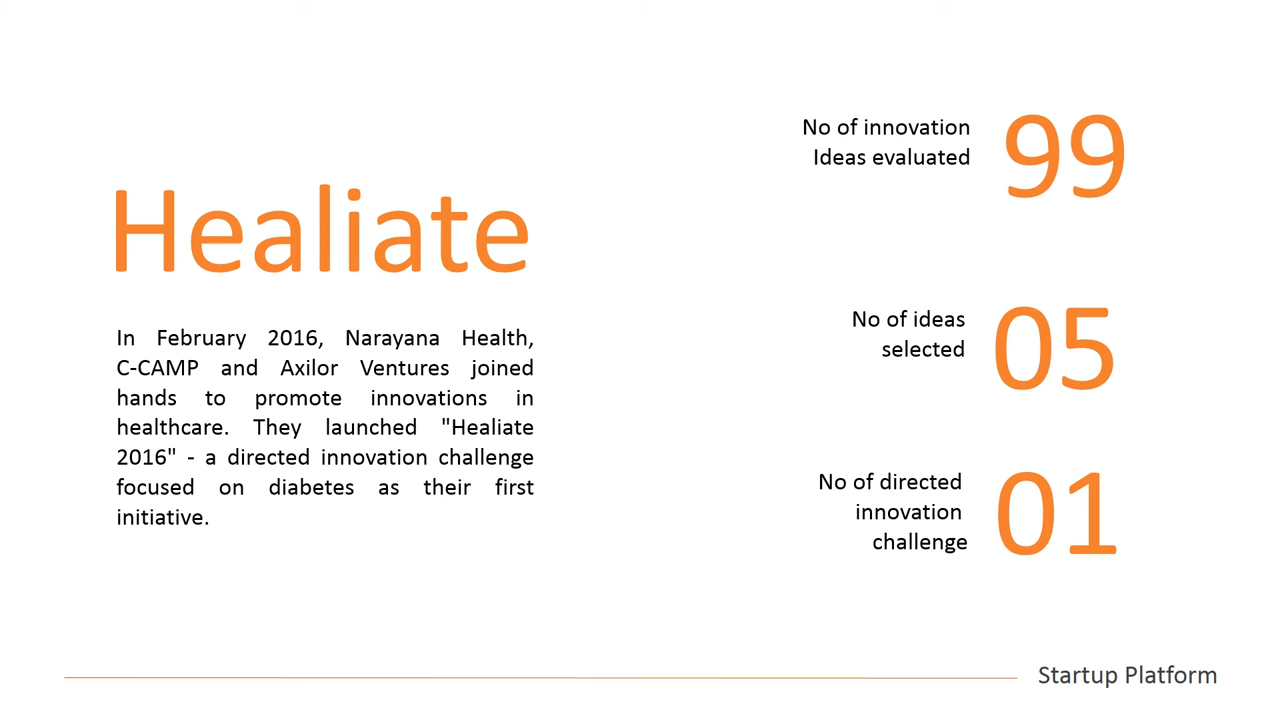 Healiate
In February 2016, Narayana Health,
C-CAMP and Axilor Ventures joined
hands to promote innovations in
healthcare. They launched "Healiate
2016" - a directed innovation challenge
focused on diabetes as their first
initiative.
No of innovation
Ideas evaluated
99
No of ideas
selected
05
No of directed
innovation
challenge
01
Startup Platform